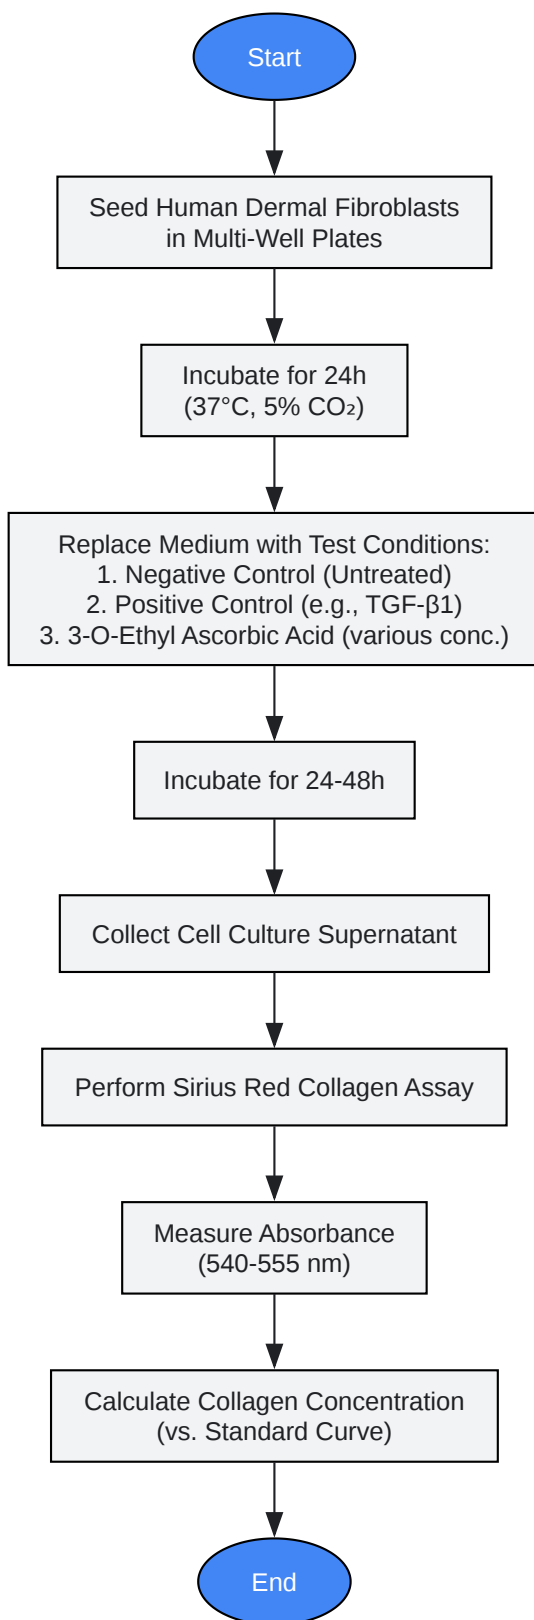 Start
Seed Human Dermal Fibroblasts
in Multi-Well Plates
Incubate for 24h
(37°C, 5% CO₂)
Replace Medium with Test Conditions:
1. Negative Control (Untreated)
2. Positive Control (e.g., TGF-β1)
3. 3-O-Ethyl Ascorbic Acid (various conc.)
Incubate for 24-48h
Collect Cell Culture Supernatant
Perform Sirius Red Collagen Assay
Measure Absorbance
(540-555 nm)
Calculate Collagen Concentration
(vs. Standard Curve)
End